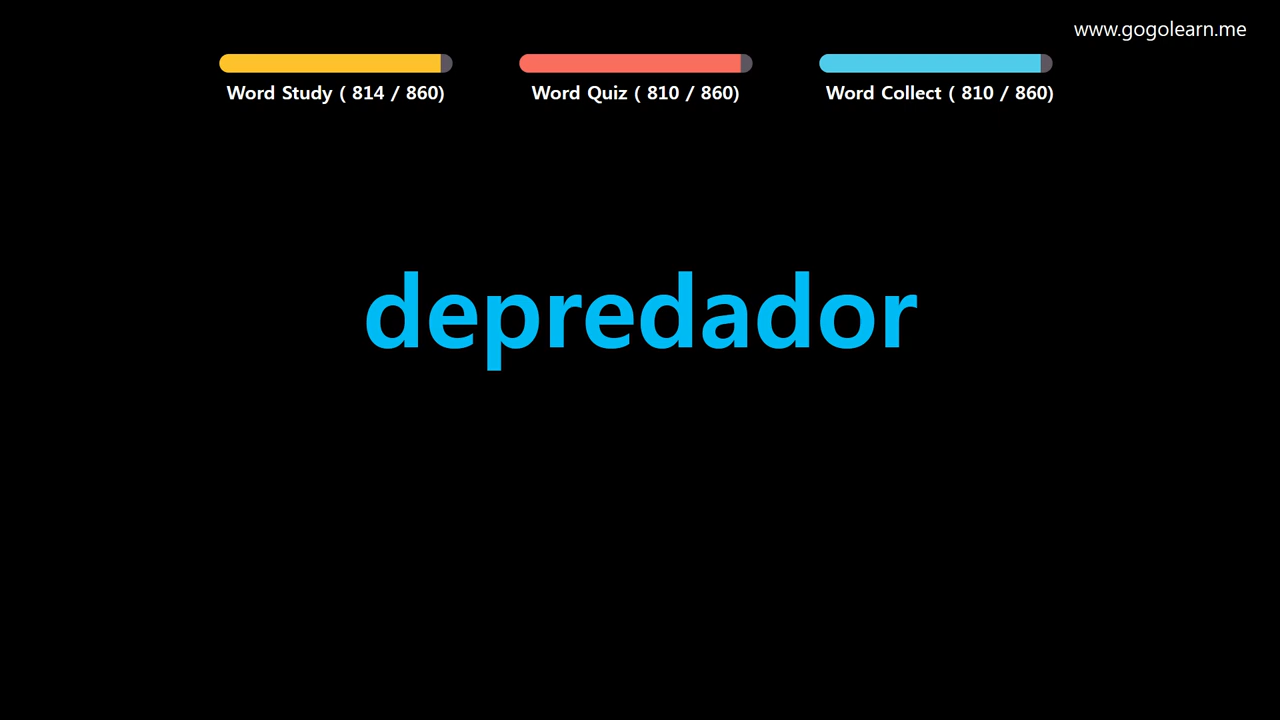 www.gogolearn.me
Word Study ( 814 / 860)
Word Quiz ( 810 / 860)
Word Collect ( 810 / 860)
depredador